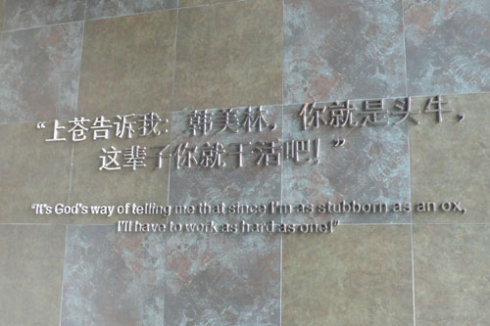 “上苍告诉我：韩美林，你就是头牛，
这辈子你就干活吧！”
“It's God's way of telling me that since I'm as stubborn as an ox,
I'll have to work as hard as one!”